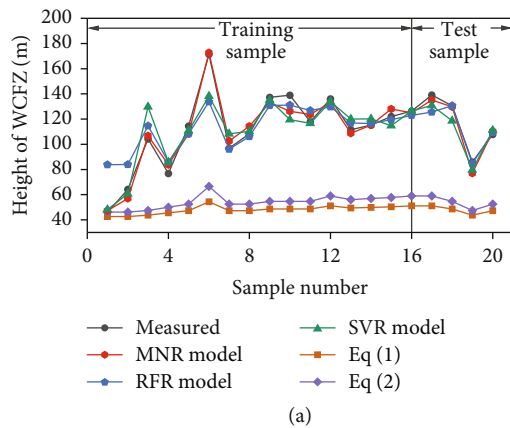 Training
sample
Test
sample
Height of WCFZ (m)
200
180
160
140
120
100
80
60
40
0 4 8 12 16 20
Sample number
Measured
MNR model
RFR model
SVR model
Eq (1)
Eq (2)
(a)